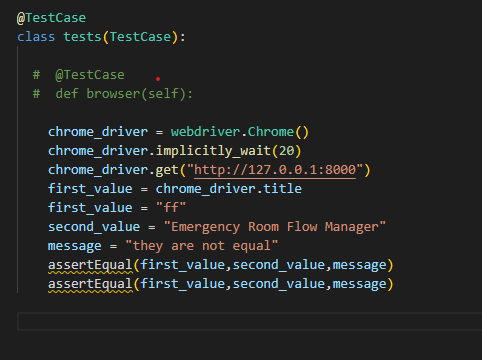 @TestCase
class tests(TestCase):
# @TestCase
# def browser(self):
chrome_driver = webdriver.Chrome()
chrome_driver.implicitly_wait(20)
chrome_driver.get("http://127.0.0.1:8000")
first_value = chrome_driver.title
first_value = "ff"
second_value = "Emergency Room Flow Manager"
message = "they are not equal"
assertEqual(first_value,second_value,message)
assertEqual(first_value,second_value,message)